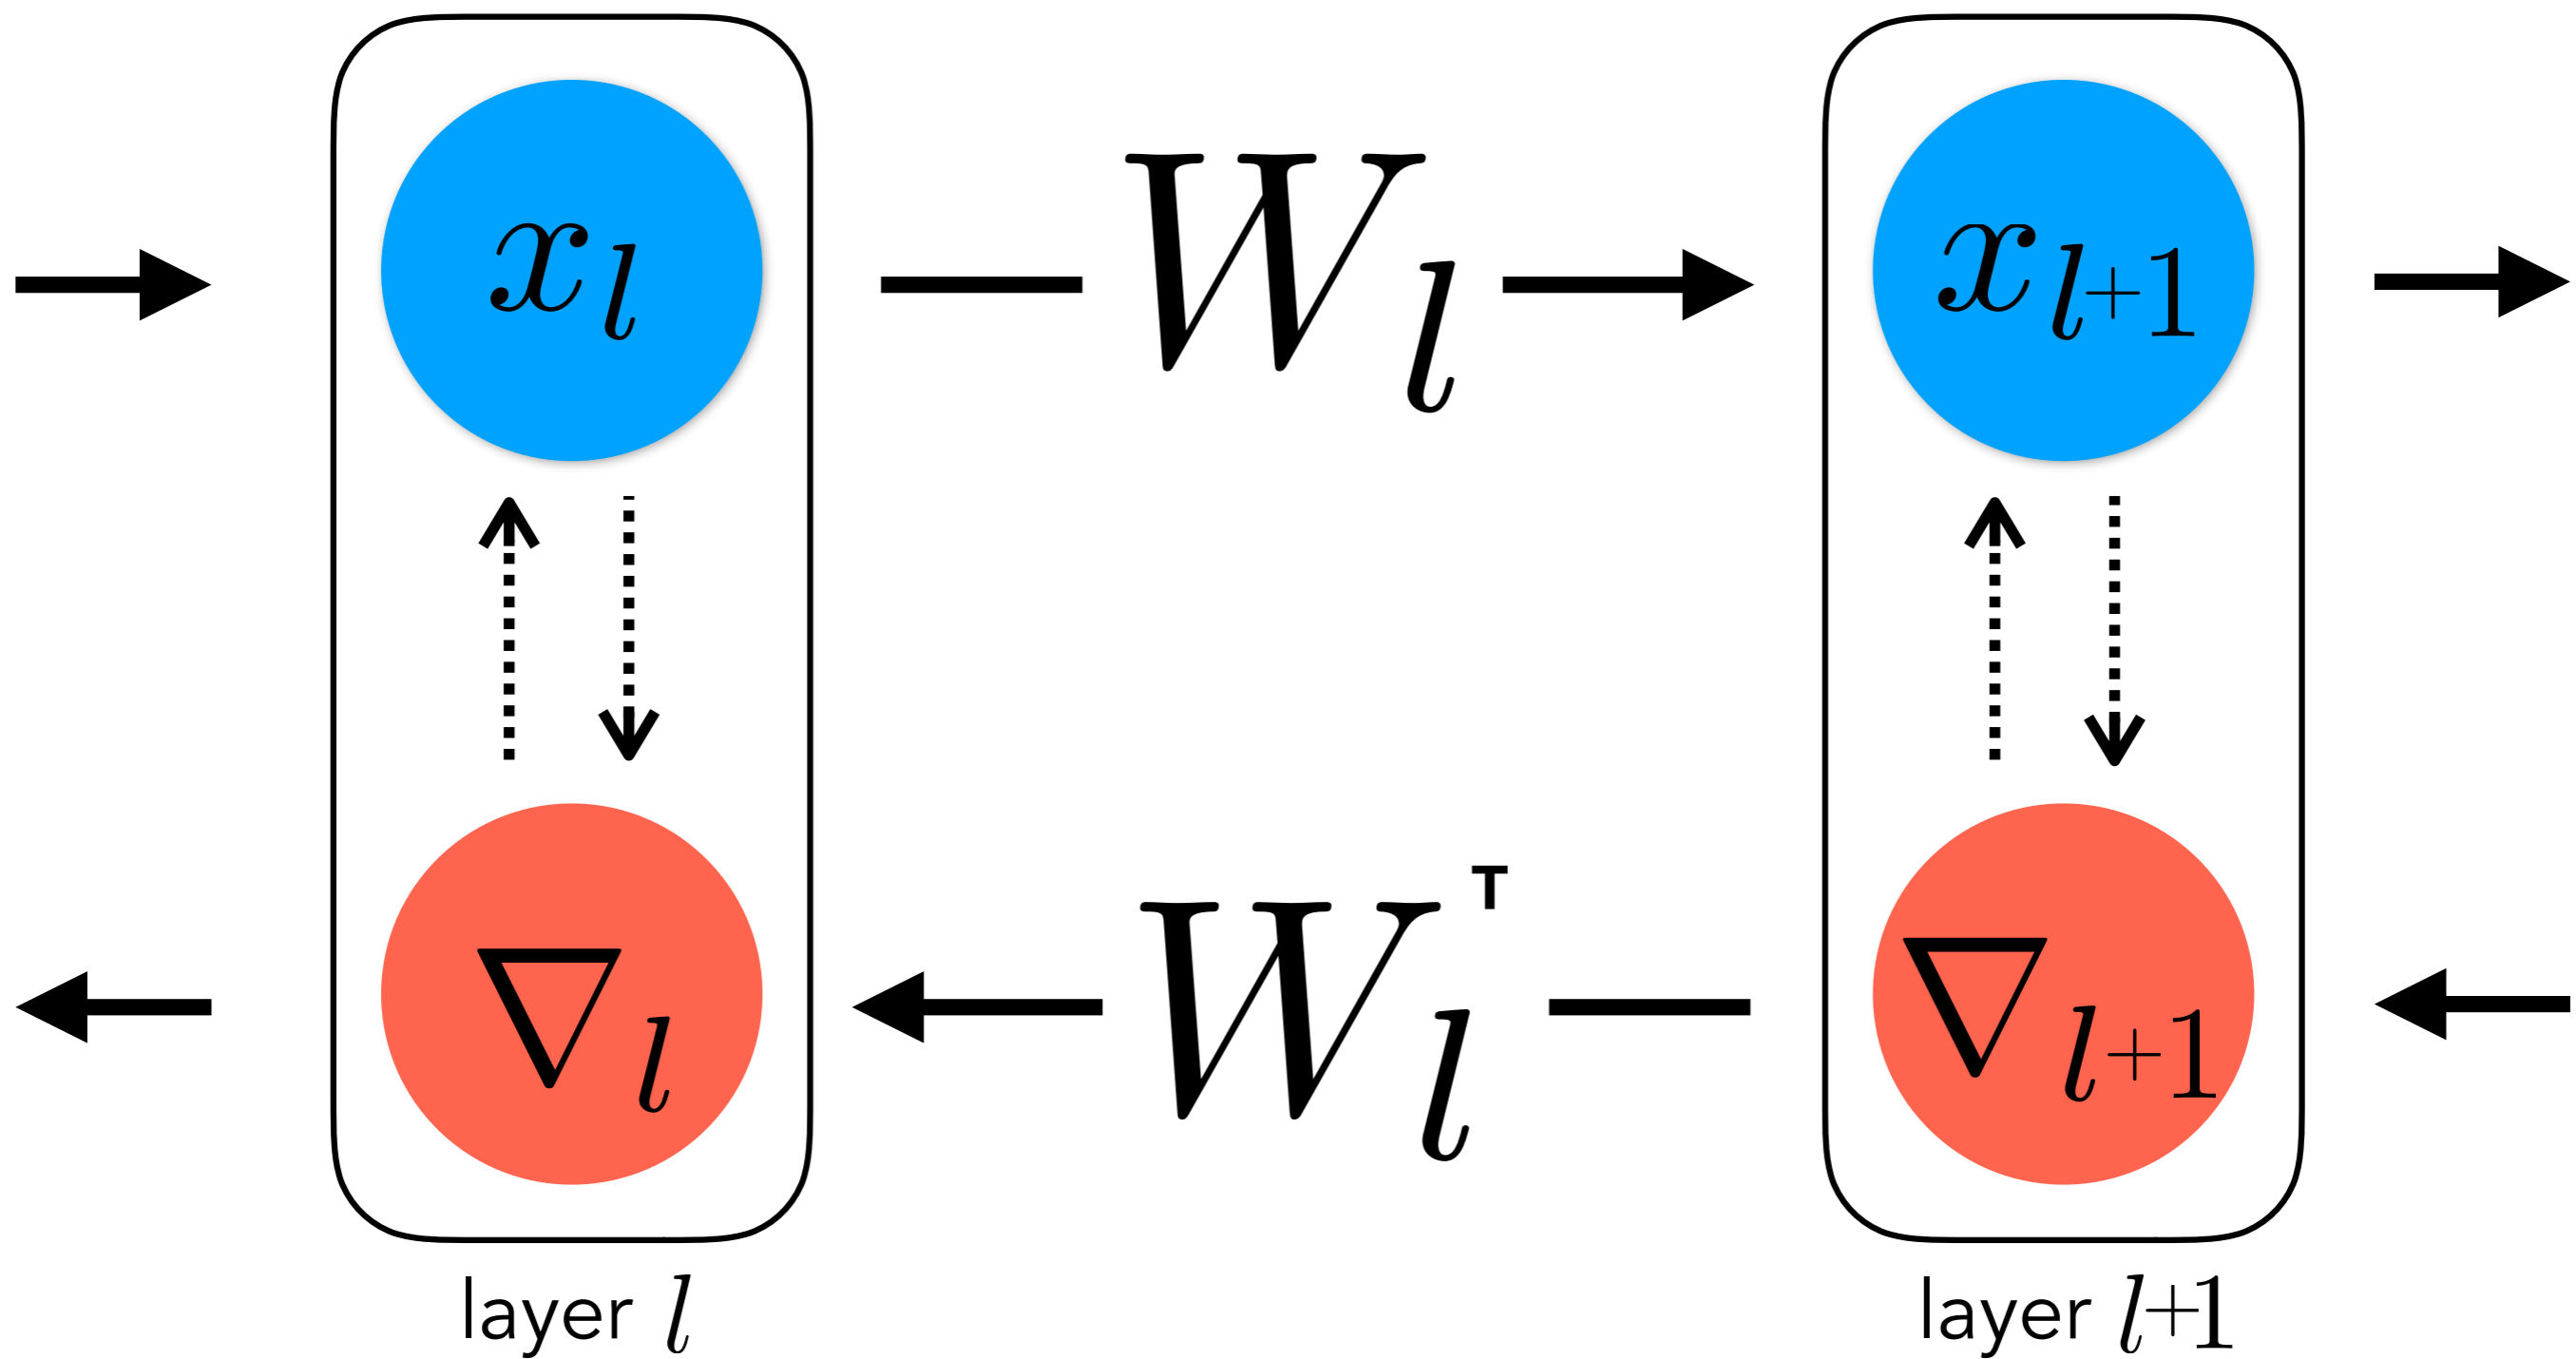 x_l W_l x_{l+1}
∇_l W_l^T ∇_{l+1}
layer l layer l+1